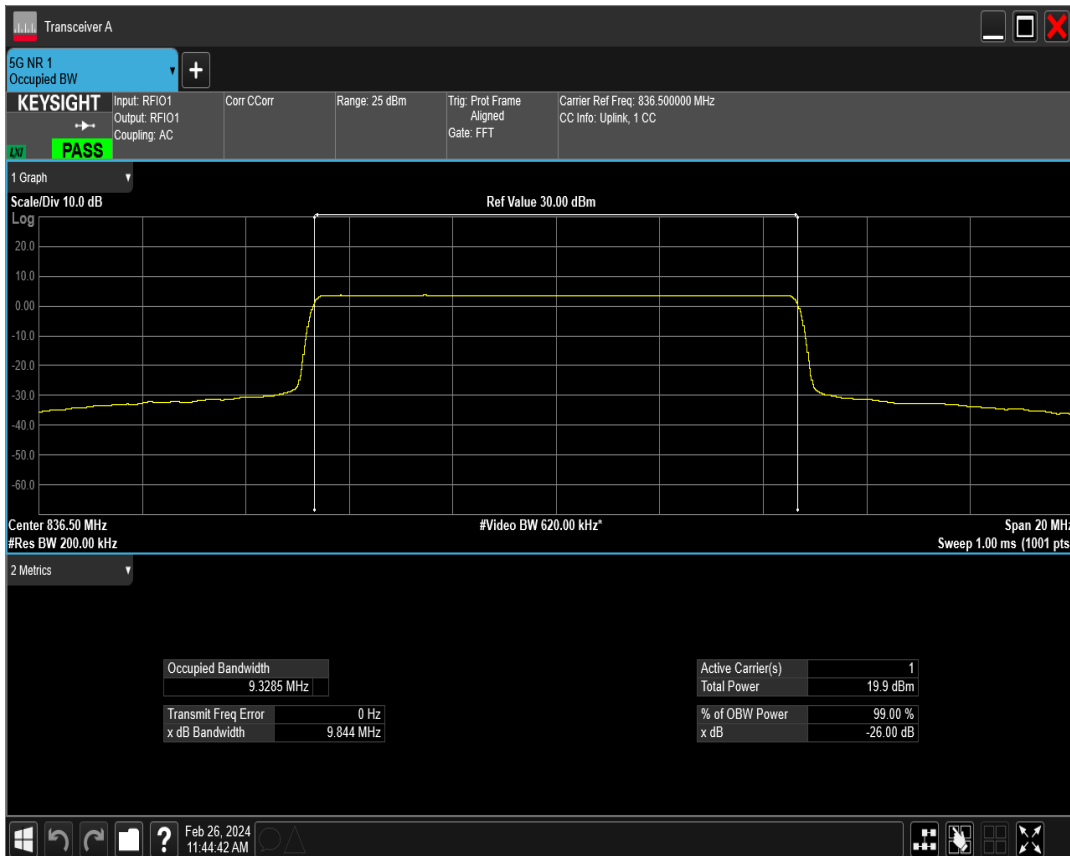 Transceiver A
5G NR 1
Occupied BW
+
KEYSIGHT
LXI
PASS
Input: RFIO1
Output: RFIO1
Coupling: AC
Corr CCorr
Range: 25 dBm
Trig: Prot Frame
Aligned
Gate: FFT
Carrier Ref Freq: 836.500000 MHz
CC Info: Uplink, 1 CC
1 Graph
Scale/Div 10.0 dB
Ref Value 30.00 dBm
Log
20.0
10.0
0.00
-10.0
-20.0
-30.0
-40.0
-50.0
-60.0
Center 836.50 MHz
#Video BW 620.00 kHz*
Span 20 MHz
#Res BW 200.00 kHz
Sweep 1.00 ms (1001 pts
2 Metrics
Occupied Bandwidth
9.3285 MHz
Transmit Freq Error 0 Hz
x dB Bandwidth 9.844 MHz
Active Carrier(s) 1
Total Power 19.9 dBm
% of OBW Power 99.00 %
x dB -26.00 dB
?
Feb 26, 2024
11:44:42 AM